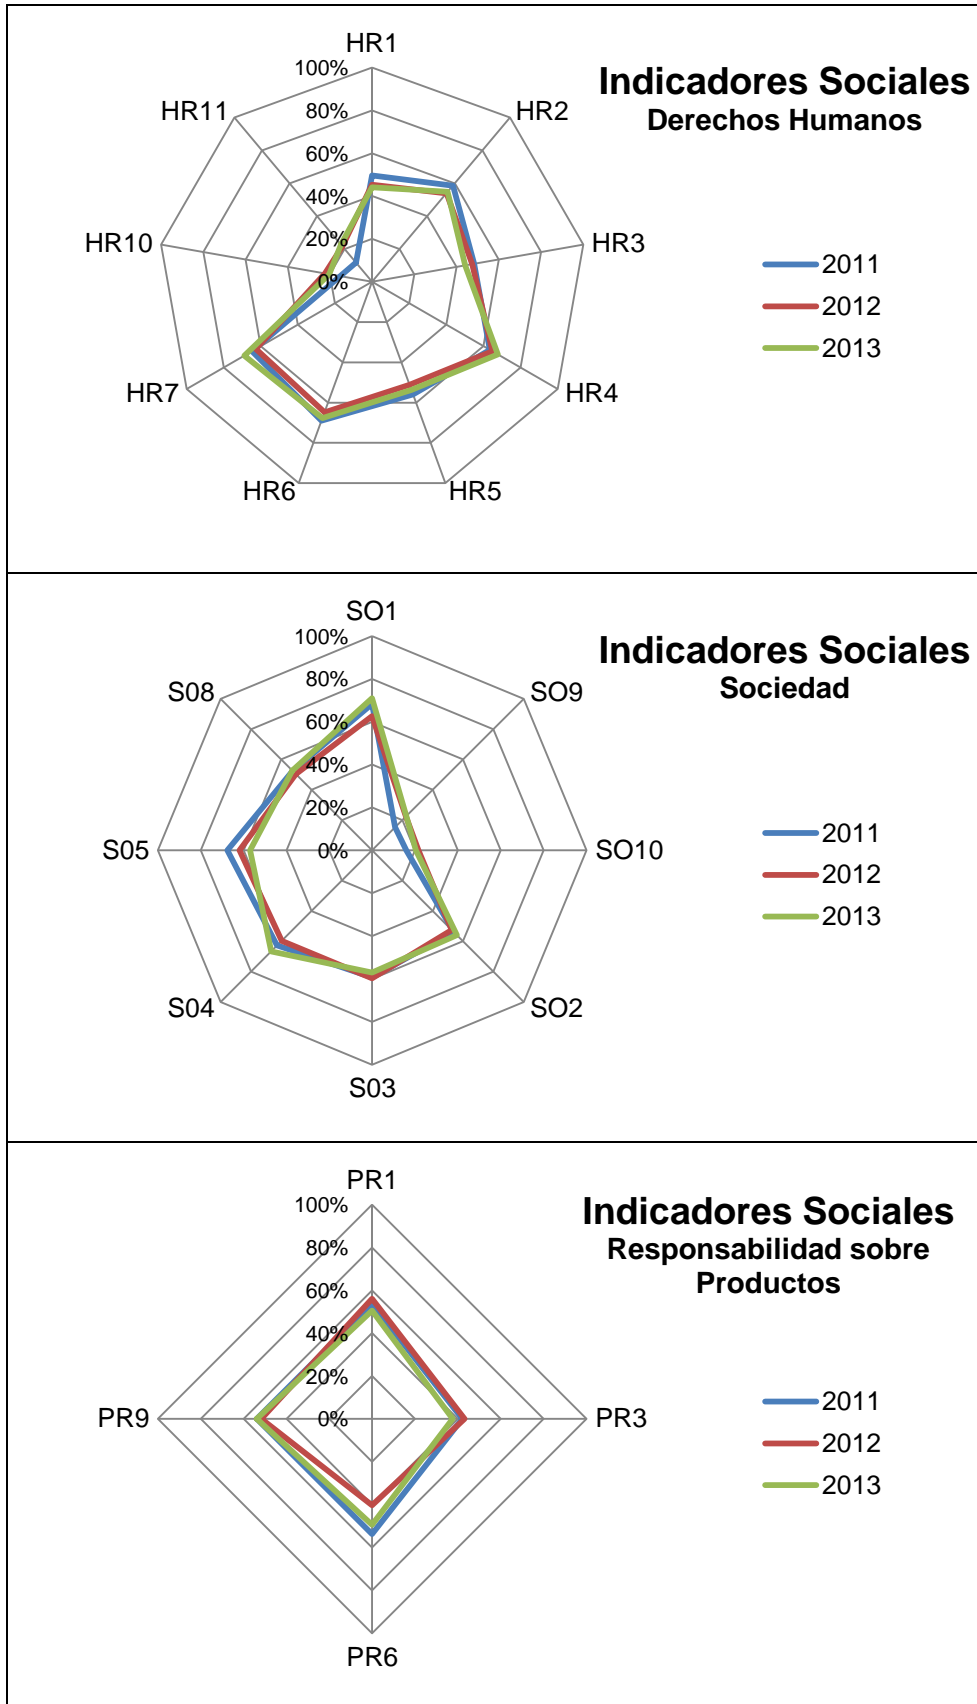 HR1
100%
80%
60%
40%
20%
0%
HR2
HR3
HR4
HR5
HR6
HR7
HR10
HR11
Indicadores Sociales
Derechos Humanos
2011
2012
2013
SO1
100%
80%
60%
40%
20%
0%
SO9
SO10
SO2
S03
S04
S05
S08
Indicadores Sociales
Sociedad
2011
2012
2013
PR1
100%
80%
60%
40%
20%
0%
PR3
PR6
PR9
Indicadores Sociales
Responsabilidad sobre
Productos
2011
2012
2013